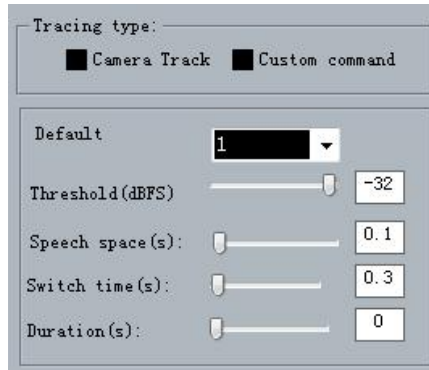 Tracing type:
Camera Track Custom command
Default 1
Threshold(dBFS) -32
Speech space(s): 0.1
Switch time(s): 0.3
Duration(s): 0